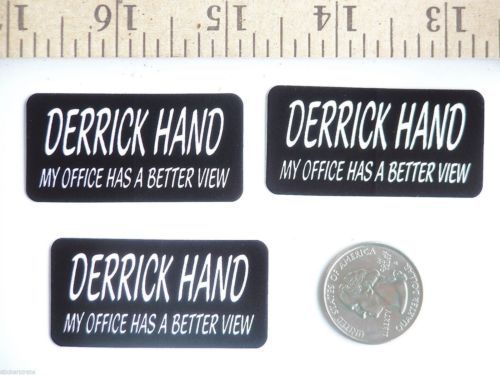 15 14 13
DERRICK HAND
MY OFFICE HAS A BETTER VIEW
DERRICK HAND
MY OFFICE HAS A BETTER VIEW
DERRICK HAND
MY OFFICE HAS A BETTER VIEW
UNITED STATES OF AMERICA
LIBERTY
QUARTER DOLLAR